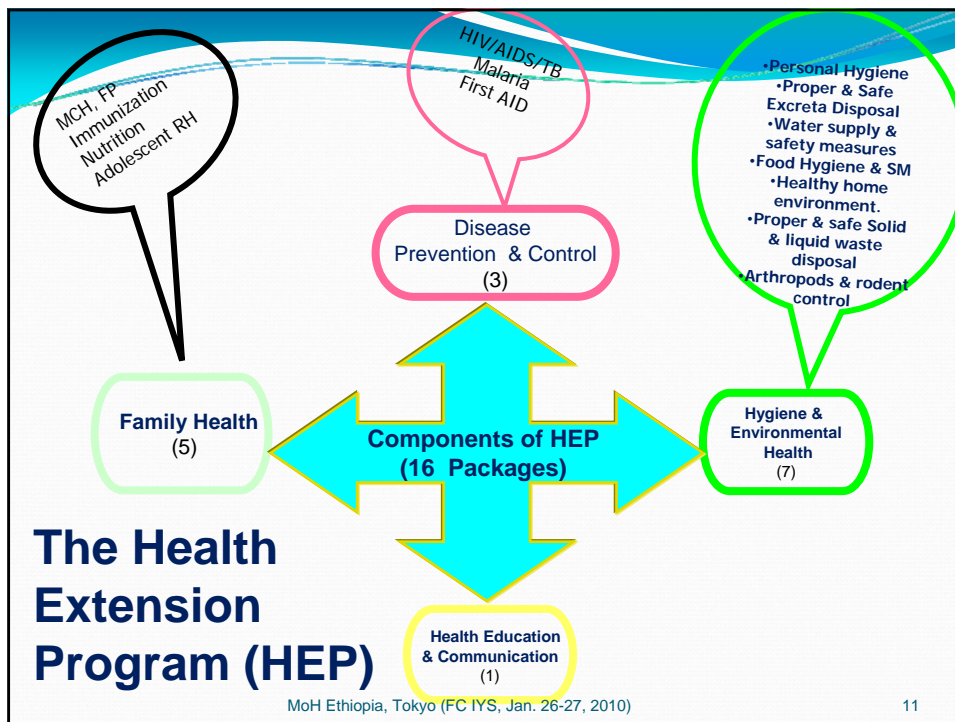 MCH, FP
Immunization
Nutrition
Adolescent RH
HIV/AIDS/TB
Malaria
First AID
•Personal Hygiene
•Proper & Safe
Excreta Disposal
•Water supply &
safety measures
•Food Hygiene & SM
•Healthy home
environment.
•Proper & safe Solid
& liquid waste
disposal
•Arthropods & rodent
control
Disease
Prevention & Control
(3)
Family Health
(5)
Components of HEP
(16 Packages)
Hygiene &
Environmental
Health
(7)
The Health
Extension
Program (HEP)
Health Education
& Communication
(1)
MoH Ethiopia, Tokyo (FC IYS, Jan. 26-27, 2010)
11